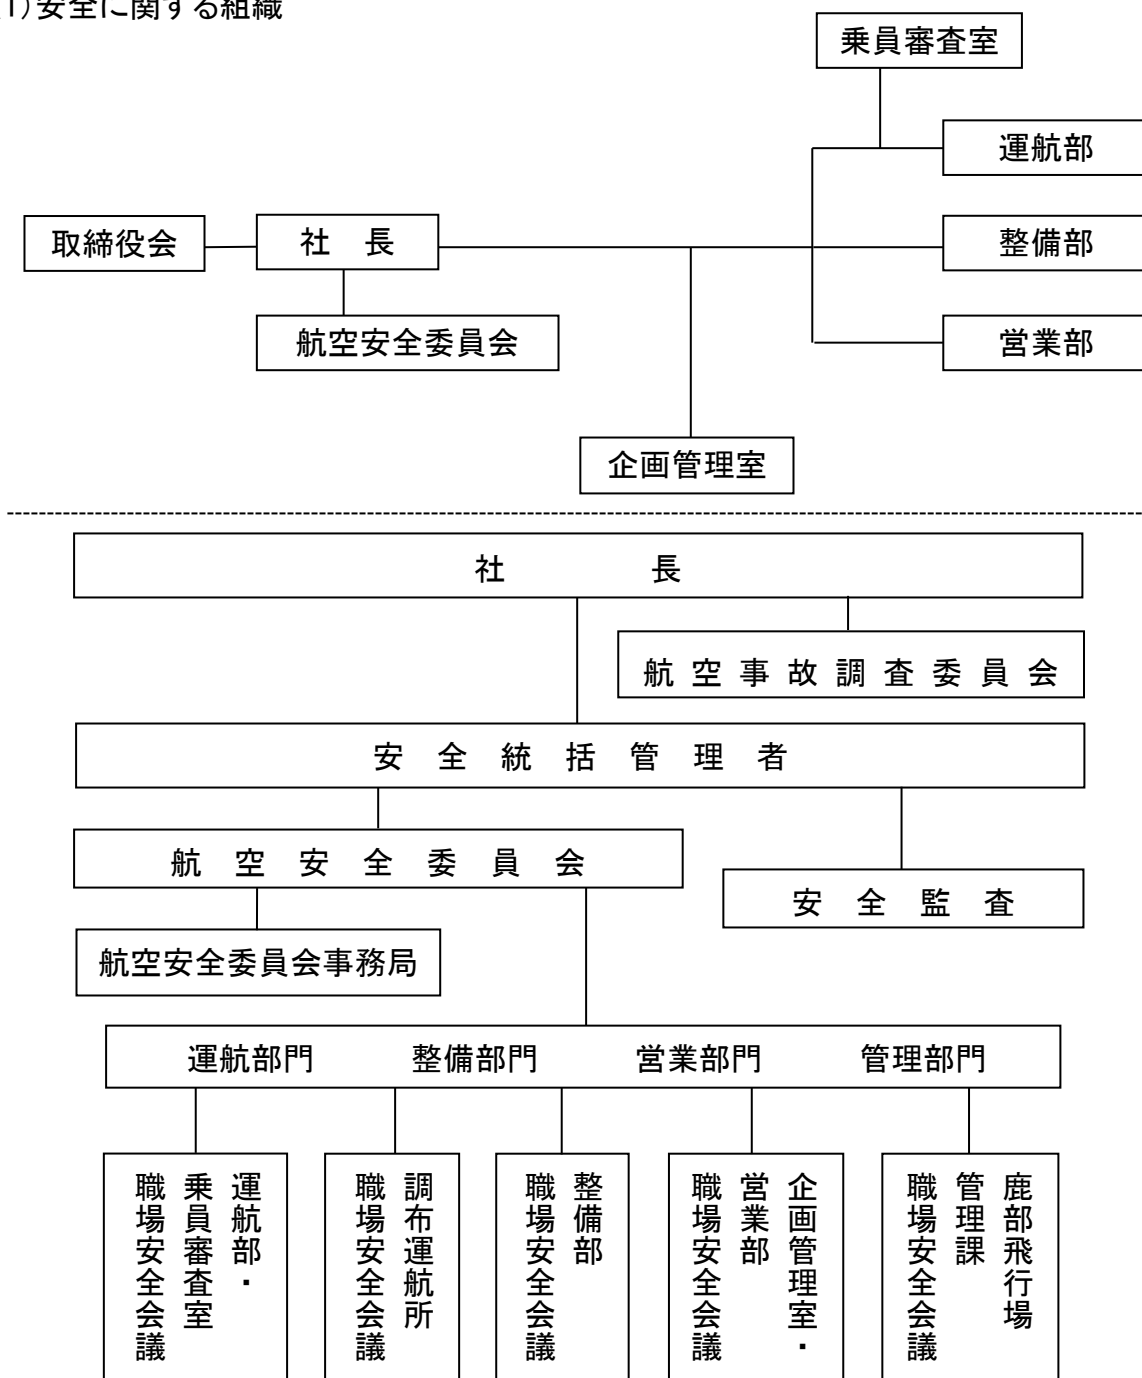 1)安全に関する組織
乗員審査室
運航部
取締役会
社 長
整備部
航空安全委員会
営業部
企画管理室
社 長
航空事故調査委員会
安全統括管理者
航空安全委員会
安全監査
航空安全委員会事務局
運航部門 整備部門 営業部門 管理部門
運航部・
乗員審査室
職場安全会議
調布運航所
職場安全会議
整備部
職場安全会議
企画管理室・
営業部
職場安全会議
鹿部飛行場
管理課
職場安全会議